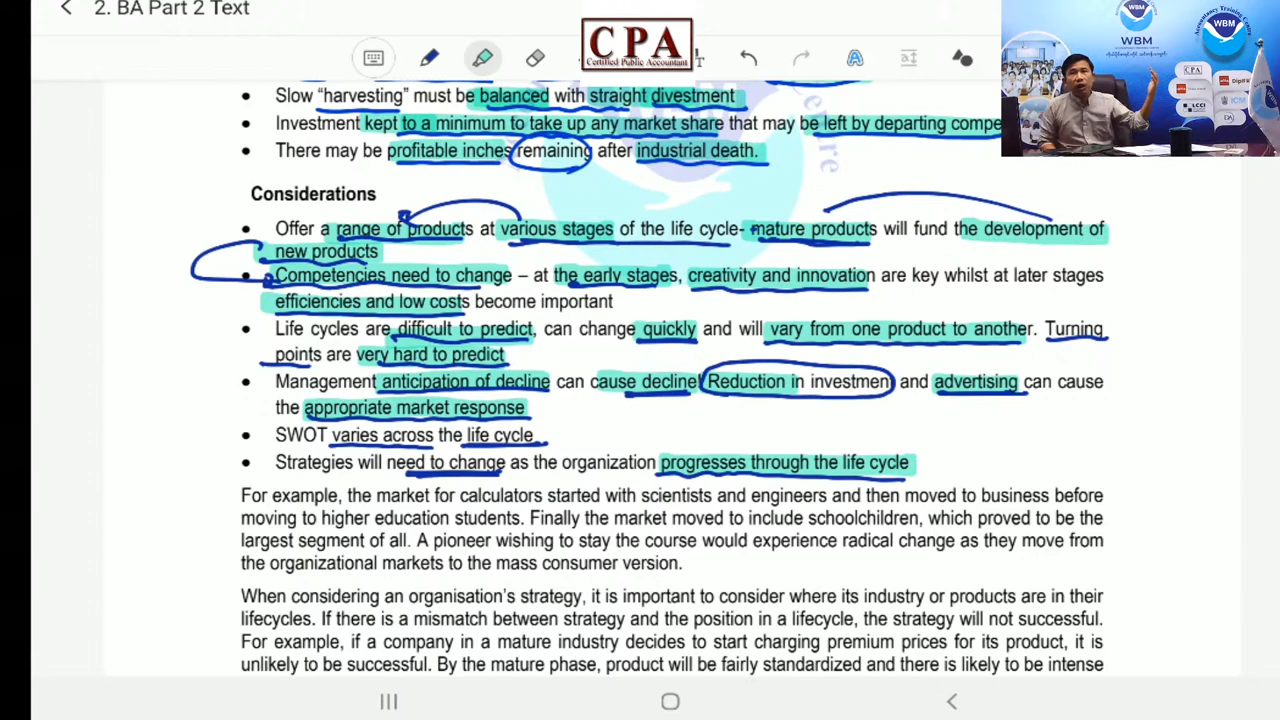 2. BA Part 2 Text
CPA
Certified Public Accountant
WBM
WBM
WBM
CPA
LCCI
ICM
• Slow “harvesting” must be balanced with straight divestment
• Investment kept to a minimum to take up any market share that may be left by departing compe
• There may be profitable inches remaining after industrial death.
Considerations
• Offer a range of products at various stages of the life cycle- mature products will fund the development of
new products
• Competencies need to change – at the early stages, creativity and innovation are key whilst at later stages
efficiencies and low costs become important
• Life cycles are difficult to predict, can change quickly and will vary from one product to another. Turning
points are very hard to predict
• Management anticipation of decline can cause decline! Reduction in investment and advertising can cause
the appropriate market response
• SWOT varies across the life cycle
• Strategies will need to change as the organization progresses through the life cycle
For example, the market for calculators started with scientists and engineers and then moved to business before
moving to higher education students. Finally the market moved to include schoolchildren, which proved to be the
largest segment of all. A pioneer wishing to stay the course would experience radical change as they move from
the organizational markets to the mass consumer version.
When considering an organisation’s strategy, it is important to consider where its industry or products are in their
lifecycles. If there is a mismatch between strategy and the position in a lifecycle, the strategy will not successful.
For example, if a company in a mature industry decides to start charging premium prices for its product, it is
unlikely to be successful. By the mature phase, product will be fairly standardized and there is likely to be intense